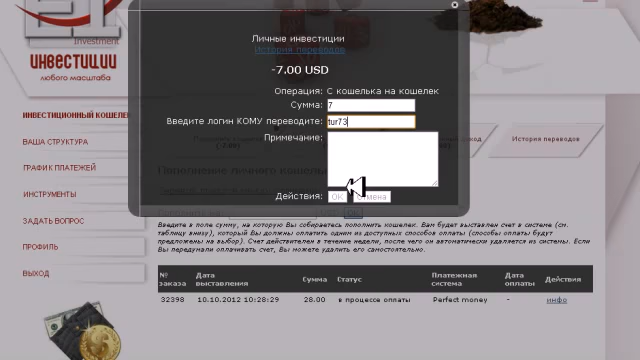 Investment
ИНВЕСТИЦИИ
любого масштаба
Личные инвестиции
История переводов
-7.00 USD
Операция: С кошелька на кошелек
Сумма: 7
Введите логин КОМУ переводите: tur73
Примечание:
Действия: OK Отмена
ИНВЕСТИЦИОННЫЙ КОШЕЛЕК
ВАША СТРУКТУРА
ГРАФИК ПЛАТЕЖЕЙ
ИНСТРУМЕНТЫ
ЗАДАТЬ ВОПРОС
ПРОФИЛЬ
ВЫХОД
История переводов
Пополнение личного кошелька
Введите в поле сумму, на которую Вы собираетесь пополнить кошелек. Вам будет выставлен счет в системе (см.
таблицу внизу), который Вы должны оплатить одним из доступных способов оплаты (способы оплаты будут
предложены на выбор). Счет действителен в течение недели, после чего он автоматически удаляется из системы. Если
Вы передумали оплачивать счет, Вы можете удалить его самостоятельно.
№ заказа Дата выставления Сумма Статус Платежная система Дата оплаты Действия
32398 10.10.2012 10:28:29 28.00 в процессе оплаты Perfect money - инфо